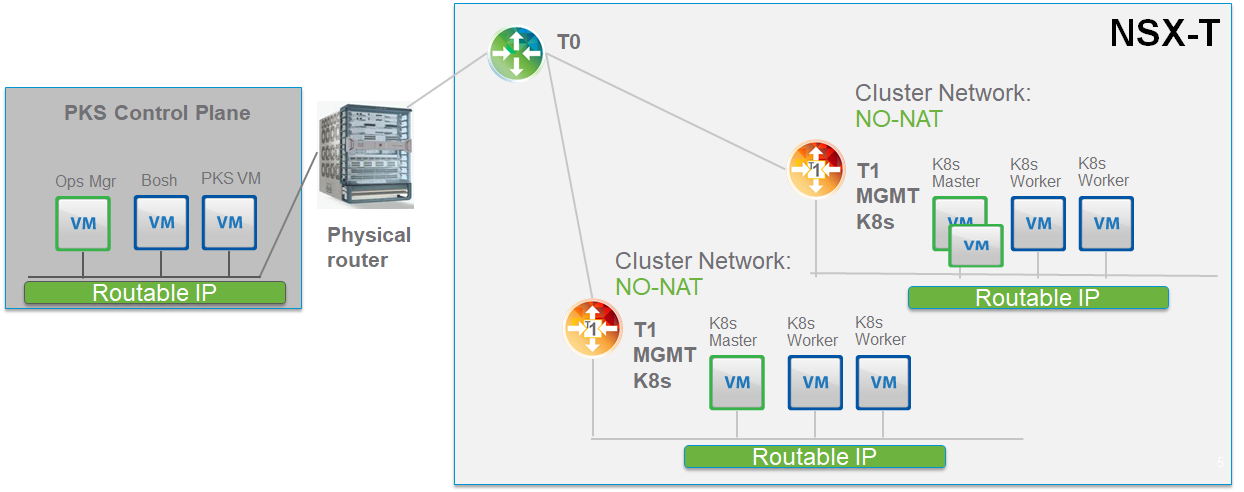 NSX-T
T0
PKS Control Plane
Ops Mgr
Bosh
PKS VM
VM
VM
VM
Routable IP
Physical
router
Cluster Network:
NO-NAT
T1
T1
MGMT
K8s
K8s
Master
K8s
Worker
K8s
Worker
VM
VM
VM
VM
Routable IP
Cluster Network:
NO-NAT
T1
T1
MGMT
K8s
K8s
Master
K8s
Worker
K8s
Worker
VM
VM
VM
Routable IP
5